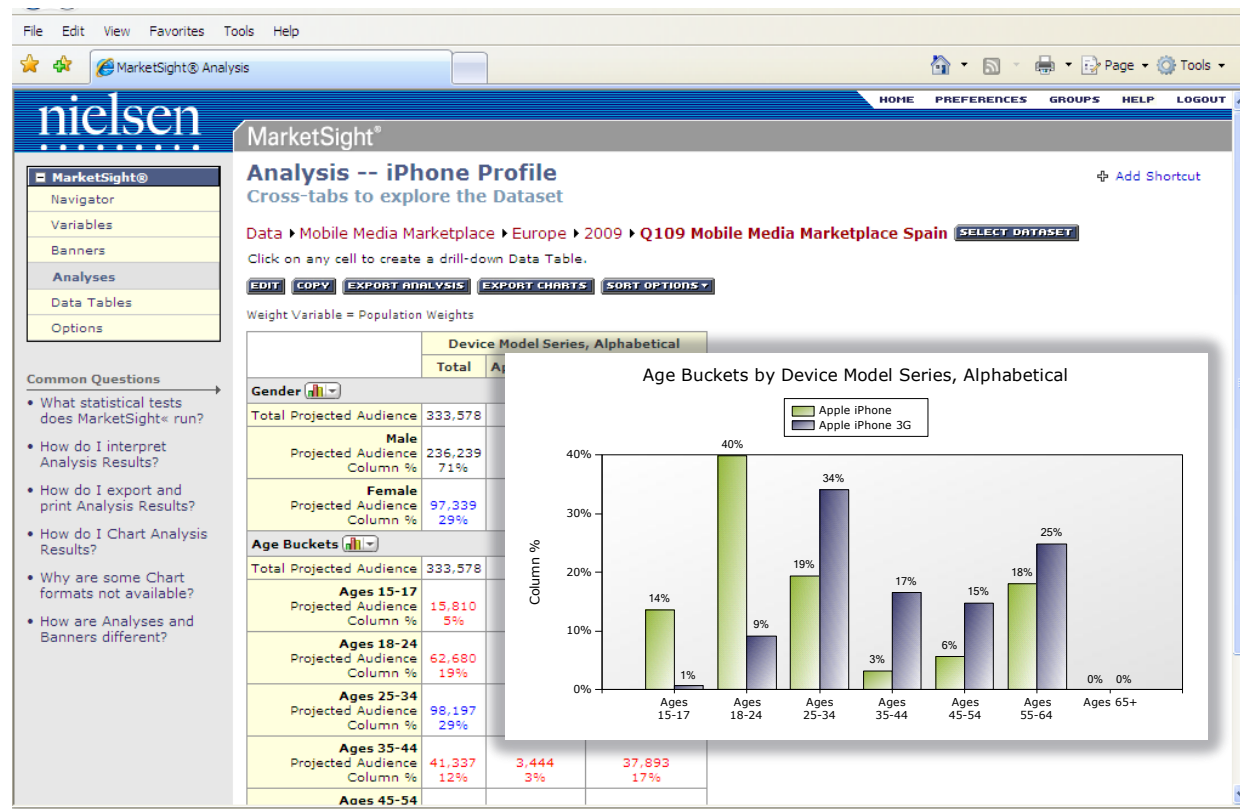 File Edit View Favorites Tools Help
MarketSight® Analysis
Page Tools
nielsen
HOME PREFERENCES GROUPS HELP LOGOUT
MarketSight®
MarketSight®
Navigator
Variables
Banners
Analyses
Data Tables
Options
Common Questions
• What statistical tests
does MarketSight« run?
• How do I interpret
Analysis Results?
• How do I export and
print Analysis Results?
• How do I Chart Analysis
Results?
• Why are some Chart
formats not available?
• How are Analyses and
Banners different?
Analysis -- iPhone Profile
Add Shortcut
Cross-tabs to explore the Dataset
Data Mobile Media Marketplace Europe 2009 Q109 Mobile Media Marketplace Spain SELECT DATASET
Click on any cell to create a drill-down Data Table.
EDIT COPY EXPORT ANALYSIS EXPORT CHARTS SORT OPTIONS
Weight Variable = Population Weights
Device Model Series, Alphabetical
Total
Gender
Total Projected Audience 333,578
Male
Projected Audience 236,239
Column % 71%
Female
Projected Audience 97,339
Column % 29%
Age Buckets
Total Projected Audience 333,578
Ages 15-17
Projected Audience 15,810
Column % 5%
Ages 18-24
Projected Audience 62,680
Column % 19%
Ages 25-34
Projected Audience 98,197
Column % 29%
Ages 35-44
Projected Audience 41,337 3,444 37,893
Column % 12% 3% 17%
Ages 45-54
Age Buckets by Device Model Series, Alphabetical
Apple iPhone
Apple iPhone 3G
Column %
40%
30%
20%
10%
0%
14% 1%
40% 9%
19% 34%
3% 17%
6% 15%
18% 25%
0% 0%
Ages Ages Ages Ages Ages Ages Ages 65+
15-17 18-24 25-34 35-44 45-54 55-64